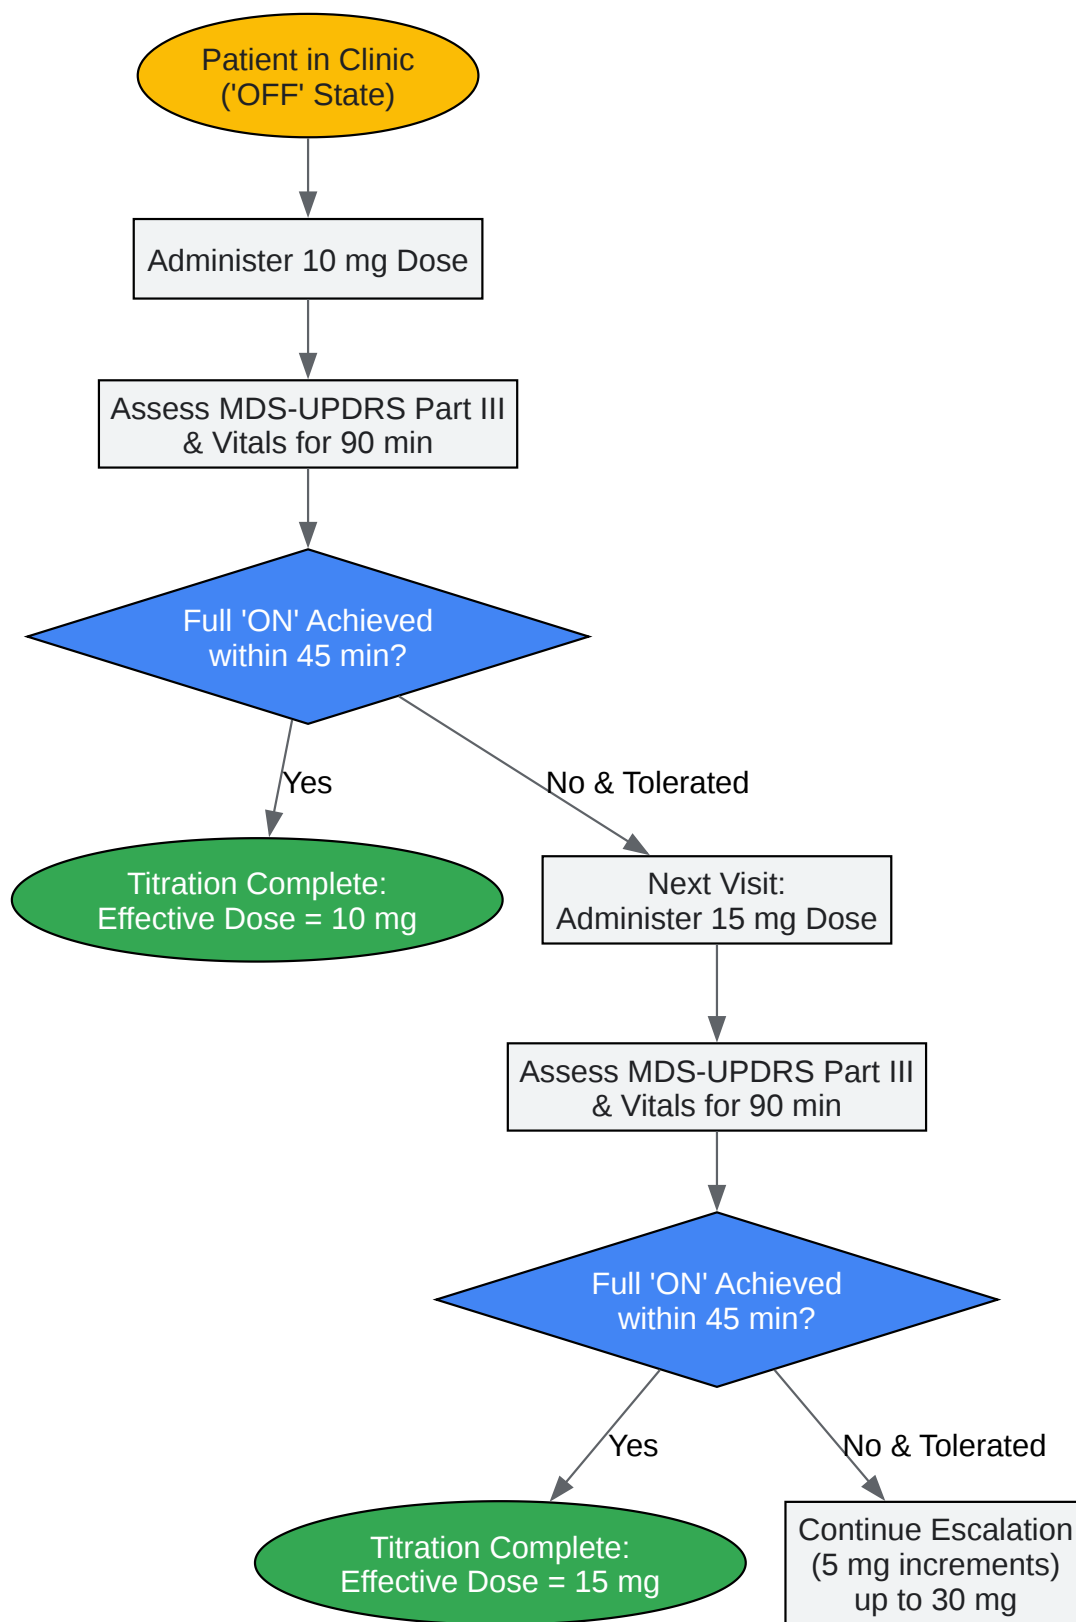 Patient in Clinic
('OFF' State)
Administer 10 mg Dose
Assess MDS-UPDRS Part III
& Vitals for 90 min
Full 'ON' Achieved
within 45 min?
Yes
No & Tolerated
Titration Complete:
Effective Dose = 10 mg
Next Visit:
Administer 15 mg Dose
Assess MDS-UPDRS Part III
& Vitals for 90 min
Full 'ON' Achieved
within 45 min?
Yes
No & Tolerated
Titration Complete:
Effective Dose = 15 mg
Continue Escalation
(5 mg increments)
up to 30 mg